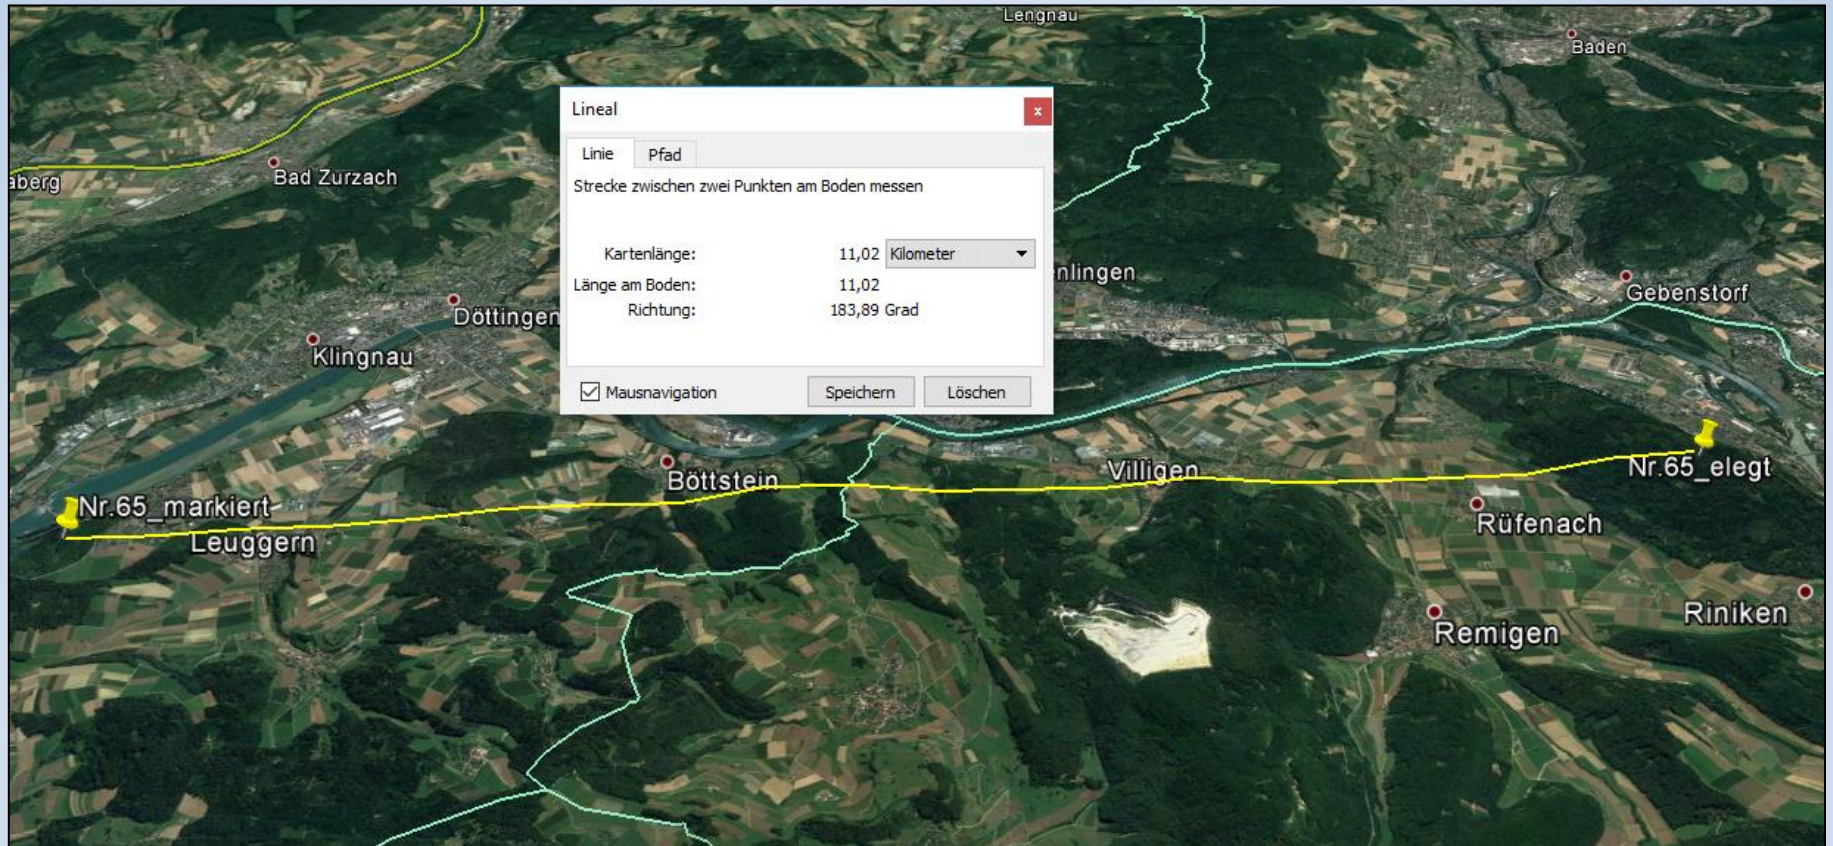 Lengnau
Baden
Lineal
x
Linie
Pfad
aberg
Bad Zurzach
Strecke zwischen zwei Punkten am Boden messen
Kartenlänge: 11,02 Kilometer
nlingen
Länge am Boden: 11,02
Gebenstorf
Richtung: 183,89 Grad
Döttingen
Klingnau
Mausnavigation
Speichern
Löschen
Böttstein
Villigen
Nr.65_elegt
Nr.65_markiert
Rüfenach
Leuggern
Riniken
Remigen